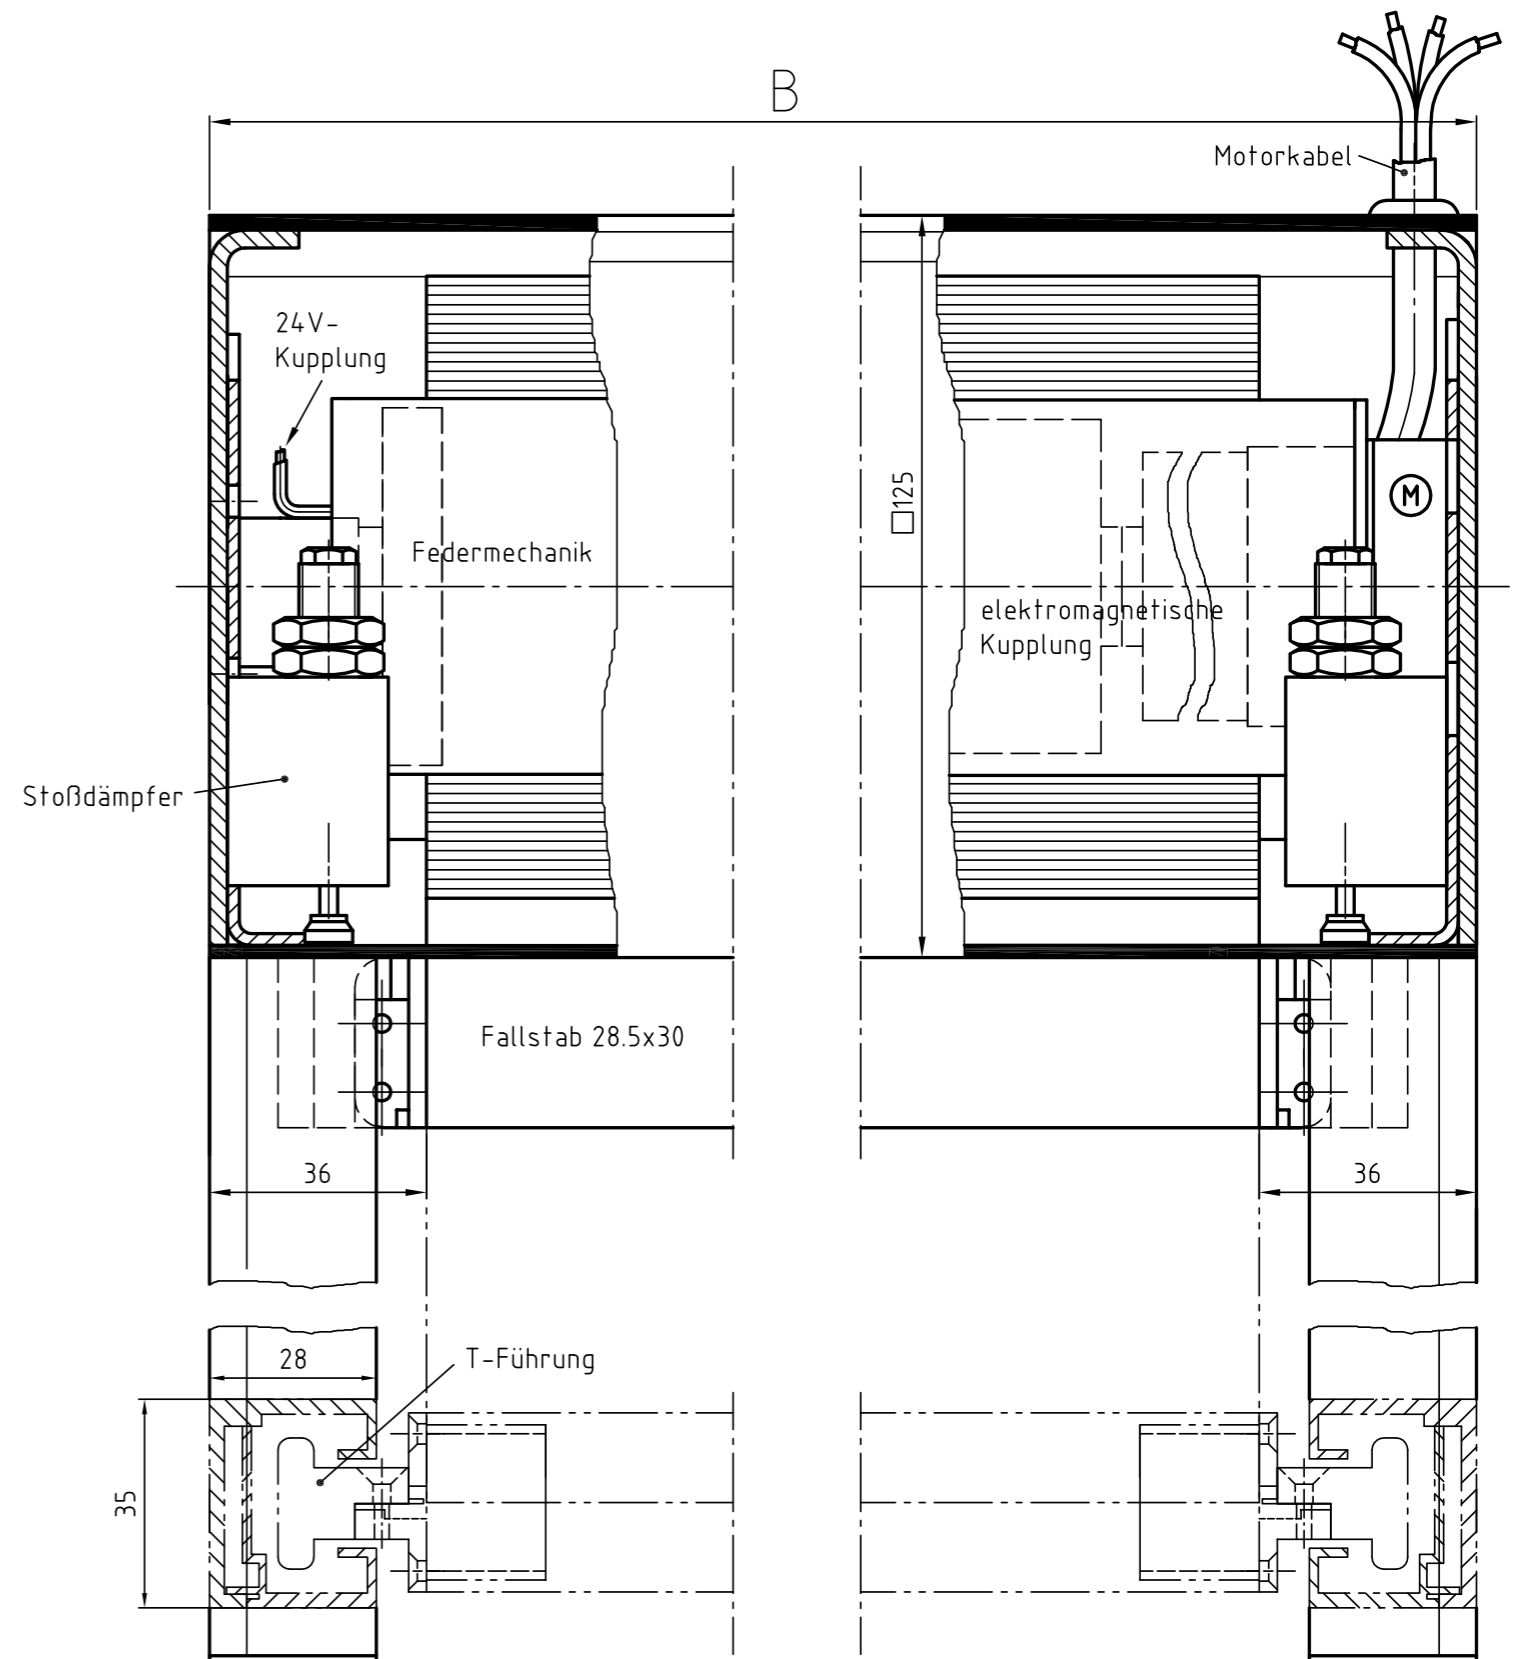 B
Motorkabel
24V-
Kupplung
□125
M
Federmechanik
elektromagnetische
Kupplung
Stoßdämpfer
Fallstab 28.5x30
36
36
28
T-Führung
35